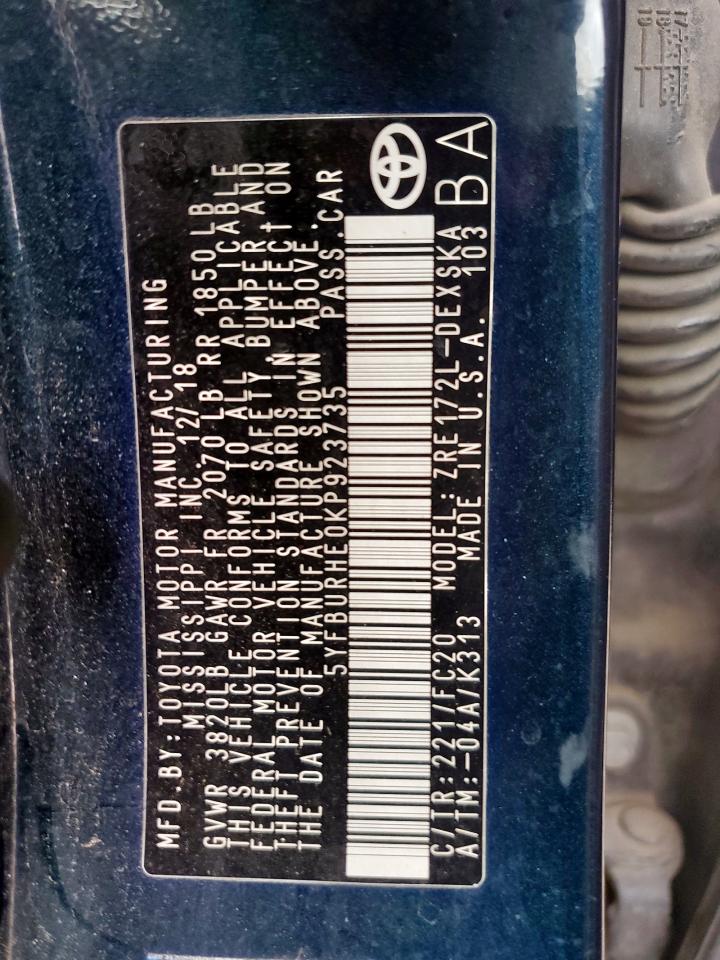 MFD.BY:TOYOTA MOTOR MANUFACTURING
MISSISSIPPI INC.12/18
GVWR 3820LB GAWR FR 2070 LB RR 1850LB
THIS VEHICLE CONFORMS TO ALL APPLICABLE
FEDERAL MOTOR VEHICLE SAFETY, BUMPER AND
THEFT PREVENTION STANDARDS IN EFFECT ON
THE DATE OF MANUFACTURE SHOWN ABOVE.
5YFBURHE0KP923735 PASS.CAR
C/TR:221/FC20 MODEL:ZRE172L-DEXSKA
A/TM:-04A/K313 MADE IN U.S.A. 103
BA